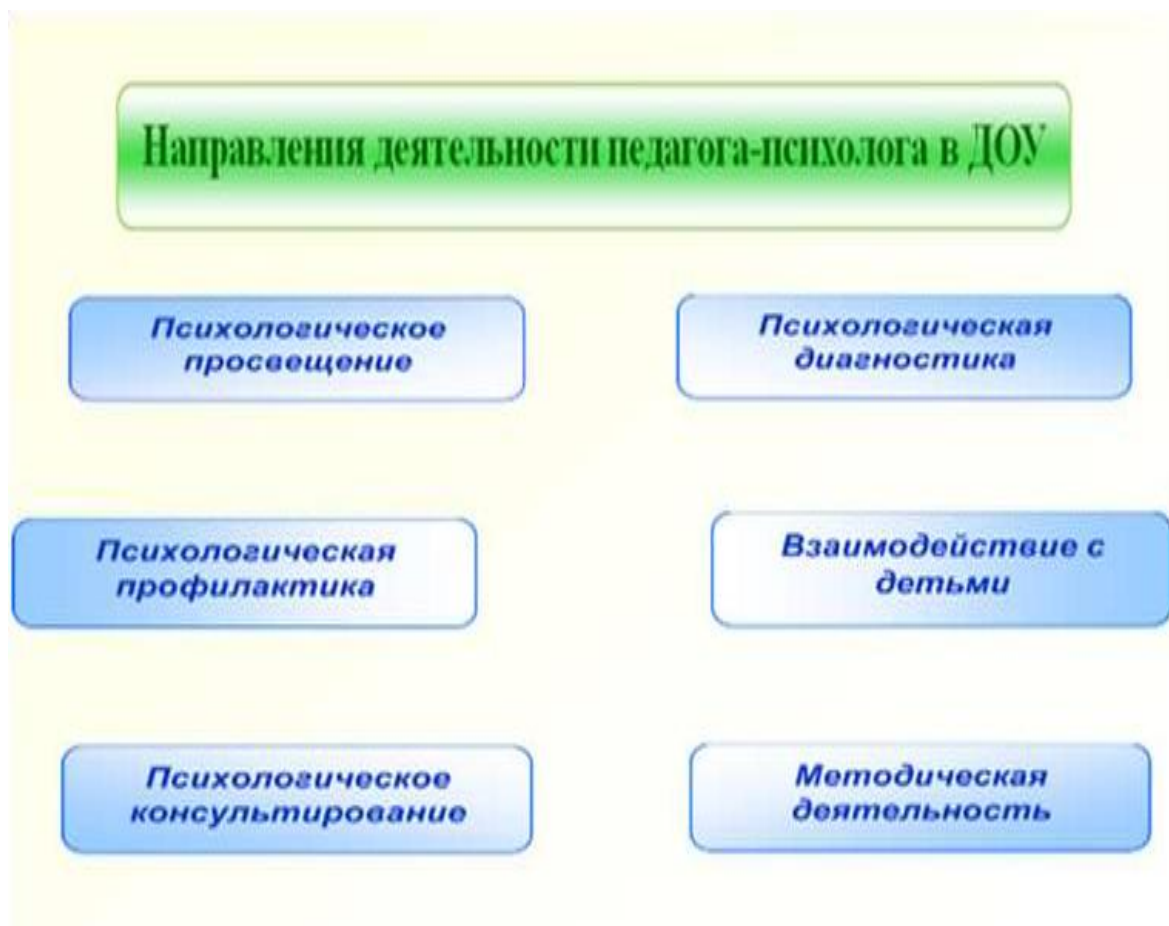 Направления деятельности педагога-психолога в ДОУ
Психологическое
просвещение
Психологическая
диагностика
Психологическая
профилактика
Взаимодействие с
детьми
Психологическое
консультирование
Методическая
деятельность